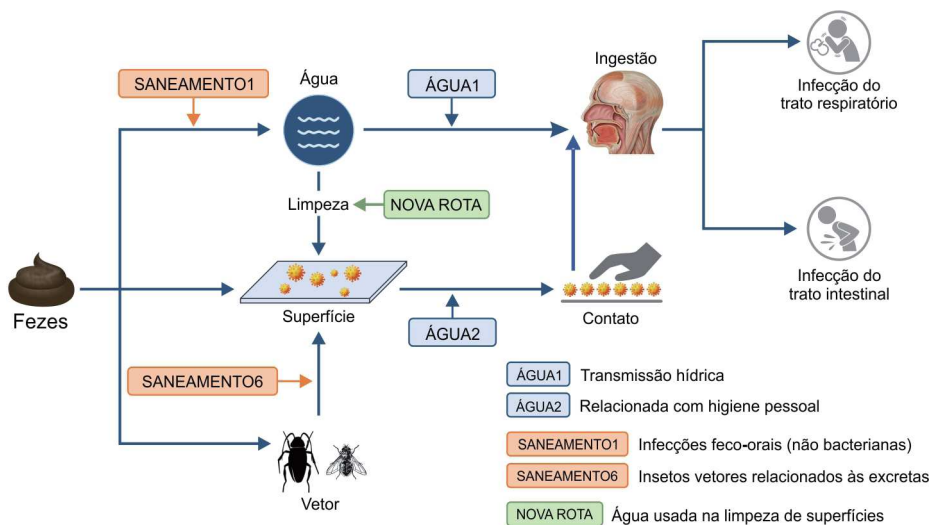 SANEAMENTO1
Água
ÁGUA1
Ingestão
Infecção do
trato respiratório
Limpeza
NOVA ROTA
Fezes
Superfície
ÁGUA2
Contato
Infecção do
trato intestinal
SANEAMENTO6
Vetor
ÁGUA1 Transmissão hídrica
ÁGUA2 Relacionada com higiene pessoal
SANEAMENTO1 Infecções feco-orais (não bacterianas)
SANEAMENTO6 Insetos vetores relacionados às excretas
NOVA ROTA Água usada na limpeza de superfícies